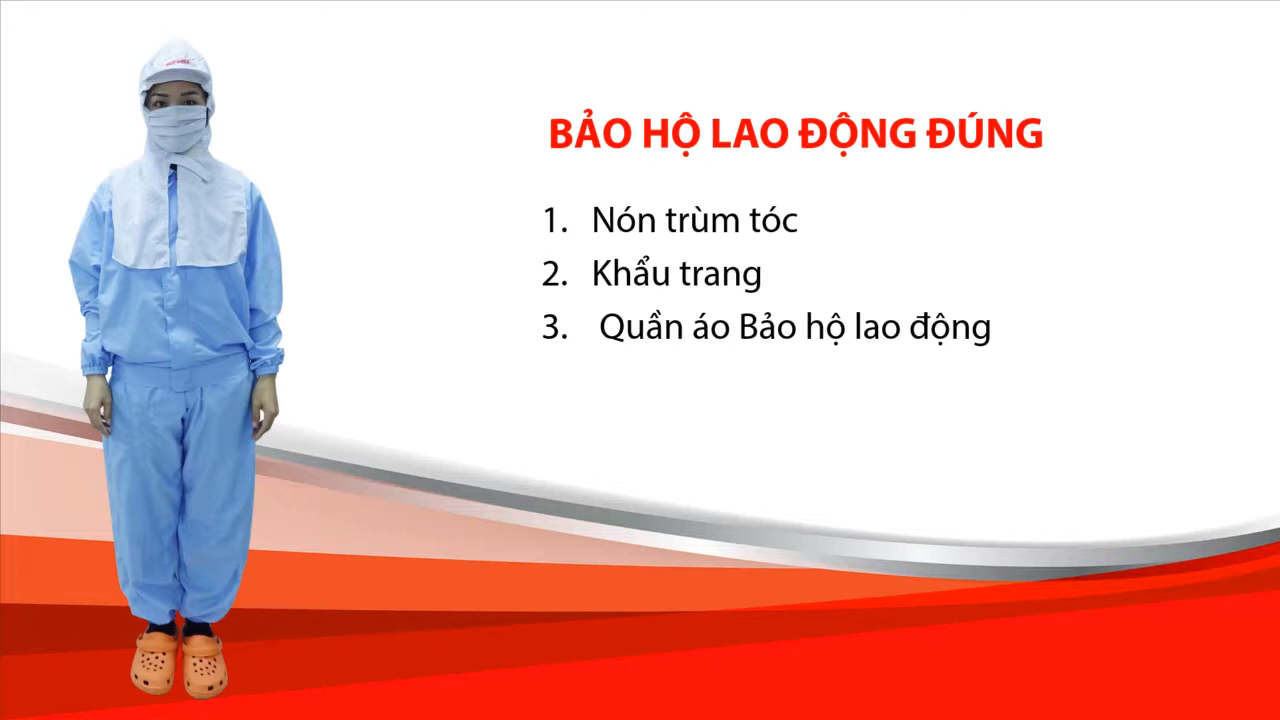 BẢO HỘ LAO ĐỘNG ĐÚNG
1. Nón trùm tóc
2. Khẩu trang
3. Quần áo Bảo hộ lao động